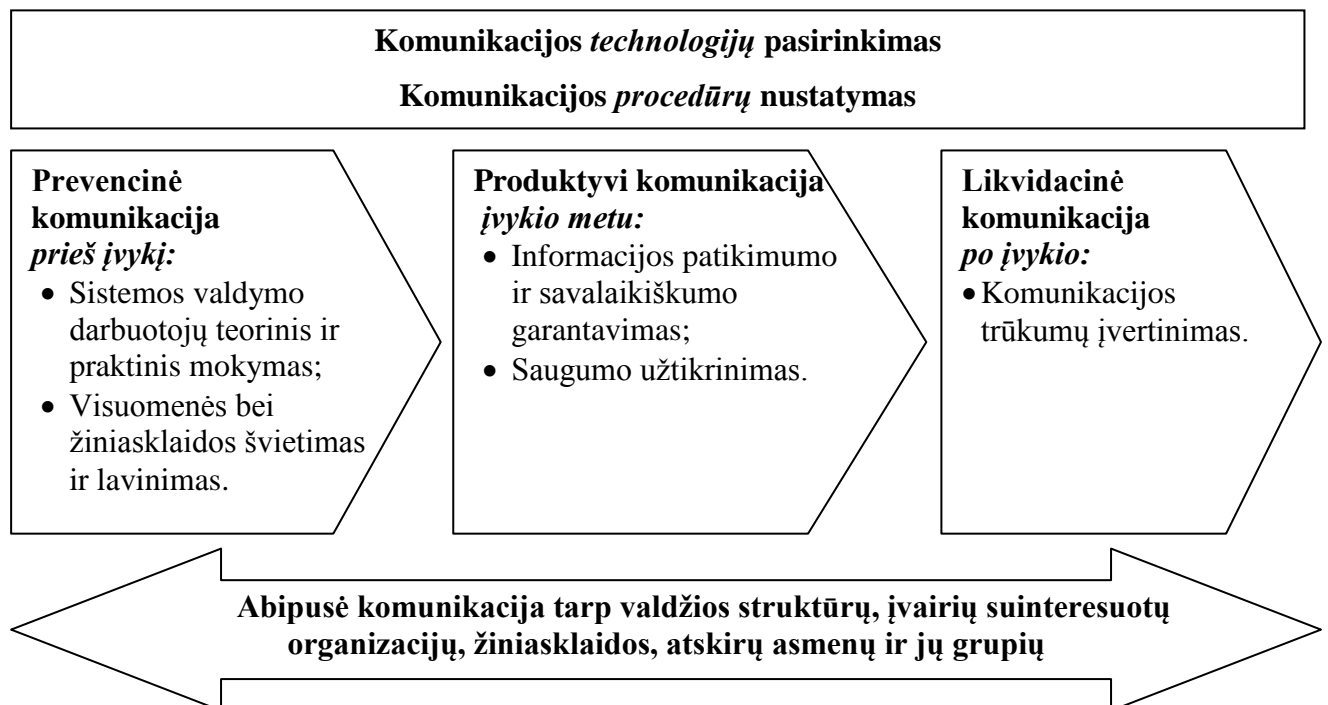 Komunikacijos technologijų pasirinkimas
Komunikacijos procedūrų nustatymas
Prevencinė
komunikacija
prieš įvykį:
• Sistemos valdymo
darbuotojų teorinis ir
praktinis mokymas;
• Visuomenės bei
žiniasklaidos švietimas
ir lavinimas.
Produktyvi komunikacija
įvykio metu:
• Informacijos patikimumo
ir savalaikiškumo
garantavimas;
• Saugumo užtikrinimas.
Likvidacinė
komunikacija
po įvykio:
• Komunikacijos
trūkumų įvertinimas.
Abipusė komunikacija tarp valdžios struktūrų, įvairių suinteresuotų
organizacijų, žiniasklaidos, atskirų asmenų ir jų grupių